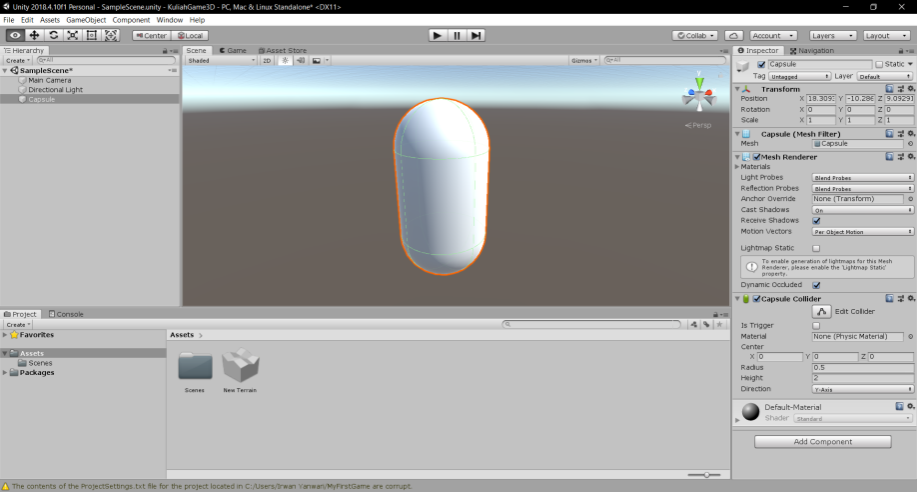 Unity 2018.4.10f1 Personal - SampleScene.unity - KuliahGame3D - PC, Mac & Linux Standalone* <DX11>
File Edit Assets GameObject Component Window Help
Center Local Collab Account Layers Layout
Hierarchy
Create All
SampleScene*
Main Camera
Directional Light
Capsule
Scene Game Asset Store
Shaded 2D Gizmos All
y
Persp
Inspector Navigation
Capsule Static
Tag Untagged Layer Default
Transform
Position X 18.3093 Y -10.286 Z 9.09291
Rotation X 0 Y 0 Z 0
Scale X 1 Y 1 Z 1
Capsule (Mesh Filter)
Mesh Capsule
Mesh Renderer
Materials
Light Probes Blend Probes
Reflection Probes Blend Probes
Anchor Override None (Transform)
Cast Shadows On
Receive Shadows
Motion Vectors Per Object Motion
Lightmap Static
To enable generation of lightmaps for this Mesh
Renderer, please enable the 'Lightmap Static'
property.
Dynamic Occluded
Capsule Collider
Edit Collider
Is Trigger
Material None (Physic Material)
Center
X 0 Y 0 Z 0
Radius 0.5
Height 2
Direction Y-Axis
Default-Material
Shader Standard
Add Component
Project Console
Create
Favorites
Assets
Scenes
Packages
Assets >
Scenes New Terrain
The contents of the ProjectSettings.txt file for the project located in C:/Users/Irwan Yanwari/MyFirstGame are corrupt.